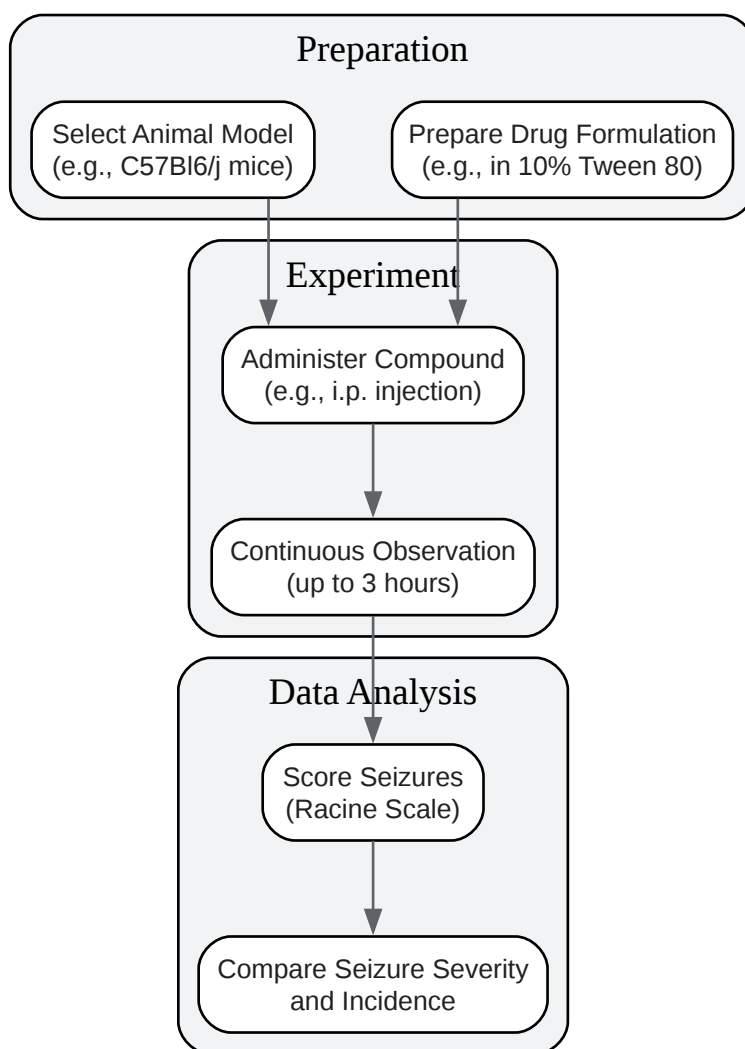 Preparation
Select Animal Model
(e.g., C57Bl6/j mice)
Prepare Drug Formulation
(e.g., in 10% Tween 80)
Experiment
Administer Compound
(e.g., i.p. injection)
Continuous Observation
(up to 3 hours)
Data Analysis
Score Seizures
(Racine Scale)
Compare Seizure Severity
and Incidence